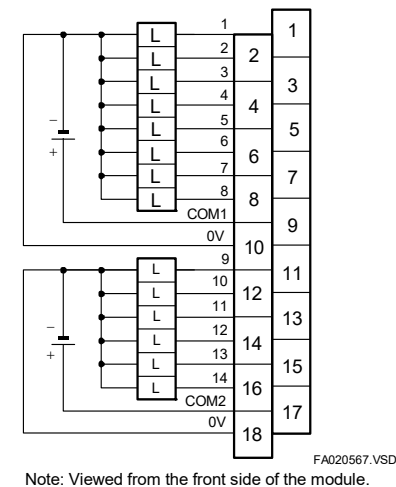 1 L 1
2 L 2
3 L 3
4 L 4
5 L 5
6 L 6
7 L 7
8 L 8
COM1 9
0V 10
9 L 11
10 L 12
11 L 13
12 L 14
13 L 15
14 L 16
COM2 17
0V 18
−
+
−
+
FA020567.VSD
Note: Viewed from the front side of the module.